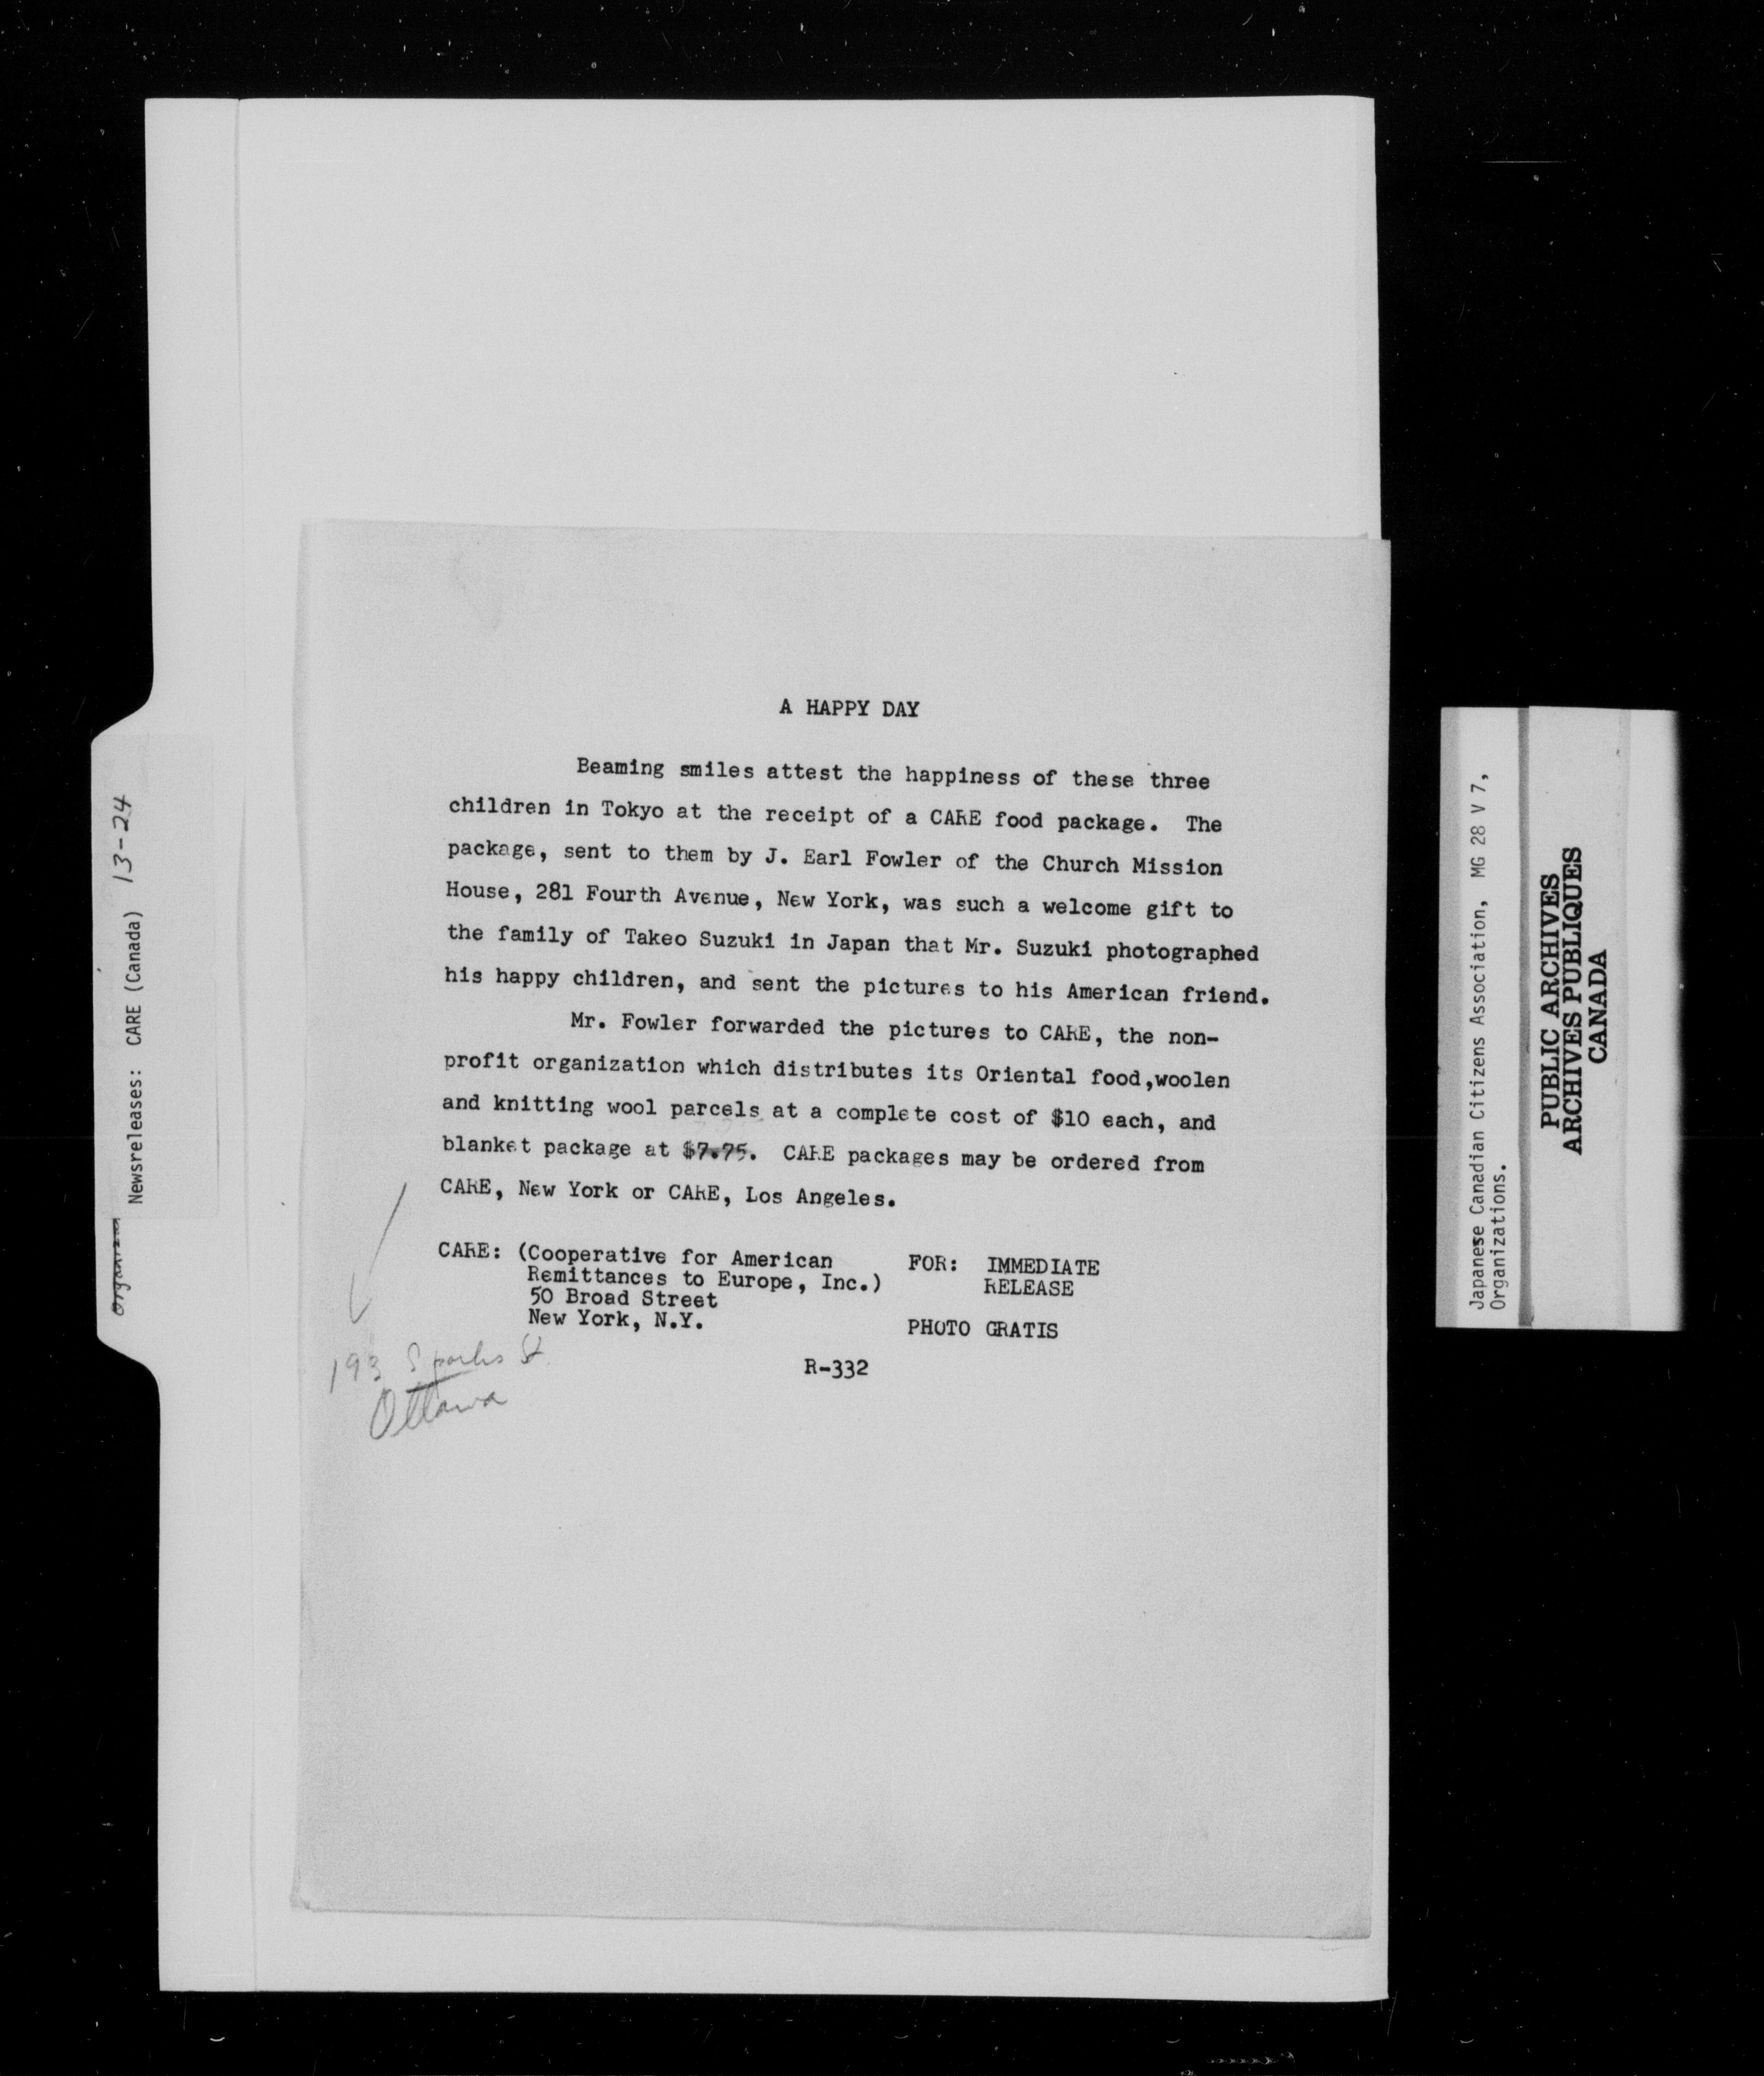 A HAPPY DAY
Beaming smiles attest the happiness of these three
children in Tokyo at the receipt of a CARE food package. The
package, sent to them by J. Earl Fowler of the Church Mission
House, 281 Fourth Avenue, New York, was such a welcome gift to
the family of Takeo Suzuki in Japan that Mr. Suzuki photographed
his happy children, and sent the pictures to his American friend.
Mr. Fowler forwarded the pictures to CARE, the non-
profit organization which distributes its Oriental food,woolen
and knitting wool parcels at a complete cost of $10 each, and
blanket package at $7.75. CARE packages may be ordered from
CARE, New York or CARE, Los Angeles.
CARE: (Cooperative for American
Remittances to Europe, Inc.)
50 Broad Street
New York, N.Y.
FOR: IMMEDIATE
RELEASE
PHOTO GRATIS
R-332
193 Sparks St.
Ottawa
Newsreleases: CARE (Canada) 13-24
Japanese Canadian Citizens Association, MG 28 V 7,
Organizations.
PUBLIC ARCHIVES
ARCHIVES PUBLIQUES
CANADA